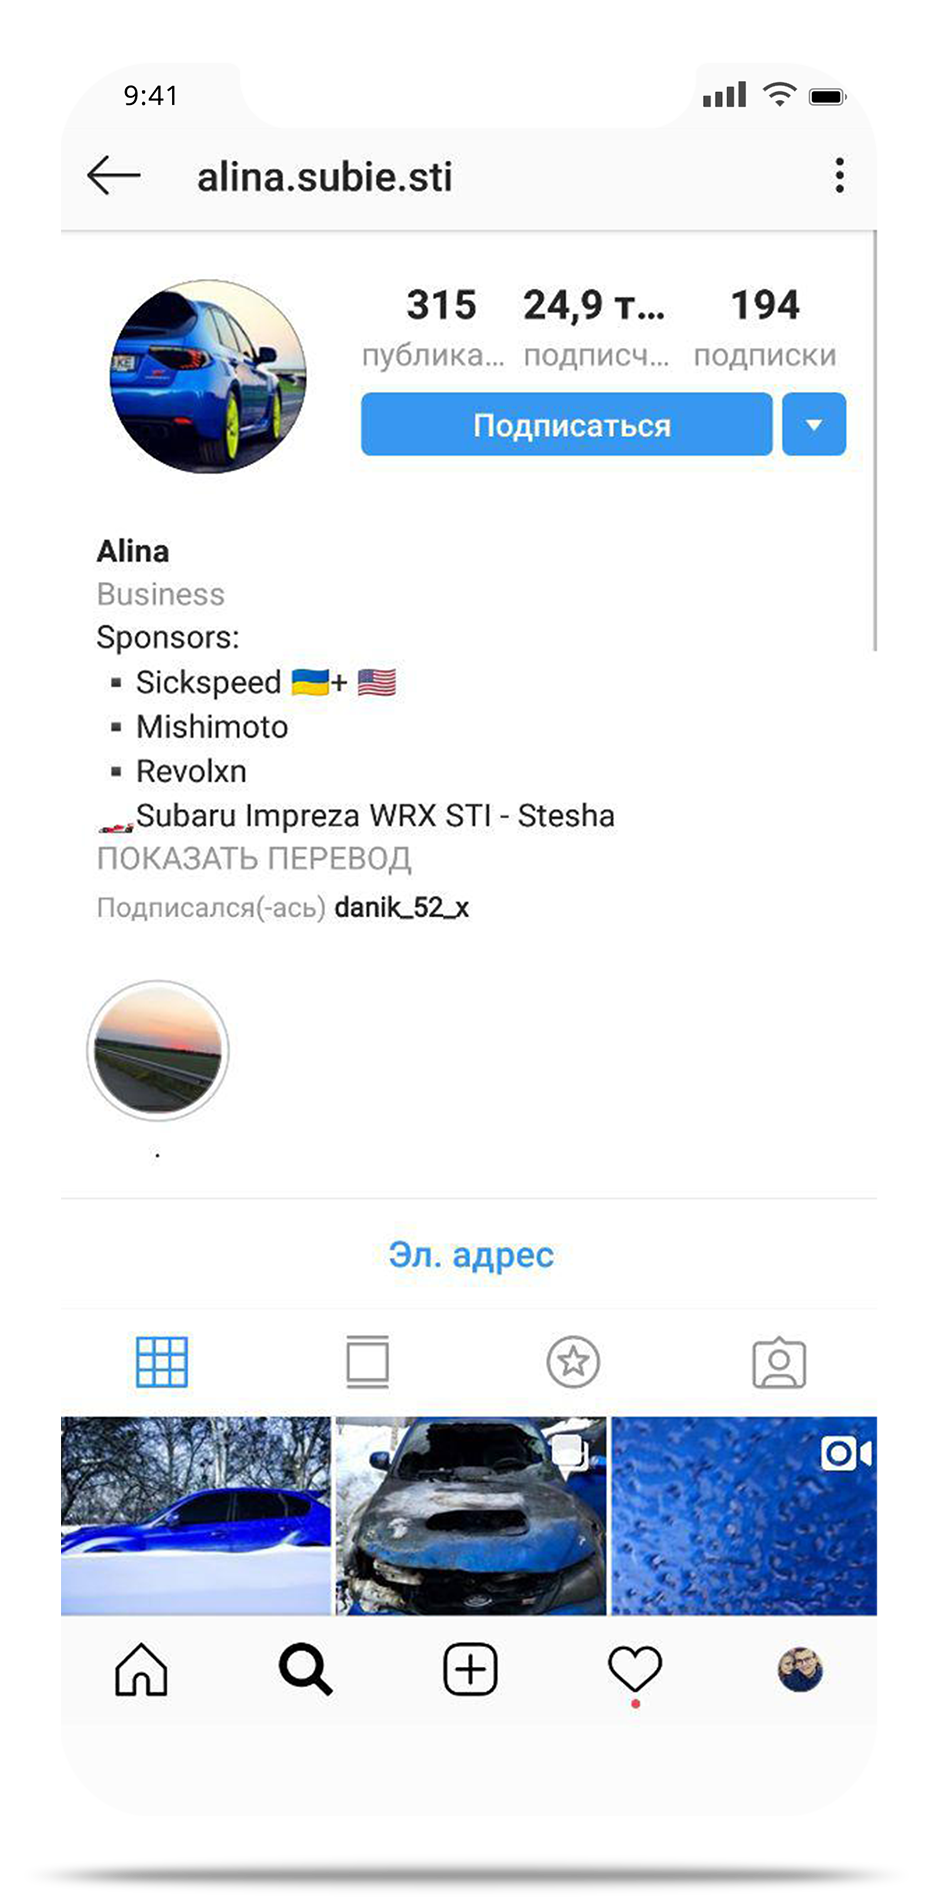 9:41
alina.subie.sti
315 24,9 т... 194
публика... подписч... подписки
Подписаться
Alina
Business
Sponsors:
▪ Sickspeed 🇺🇦+ 🇺🇸
▪ Mishimoto
▪ Revolxn
🏎Subaru Impreza WRX STI - Stesha
ПОКАЗАТЬ ПЕРЕВОД
Подписался(-ась) danik_52_x
.
Эл. адрес